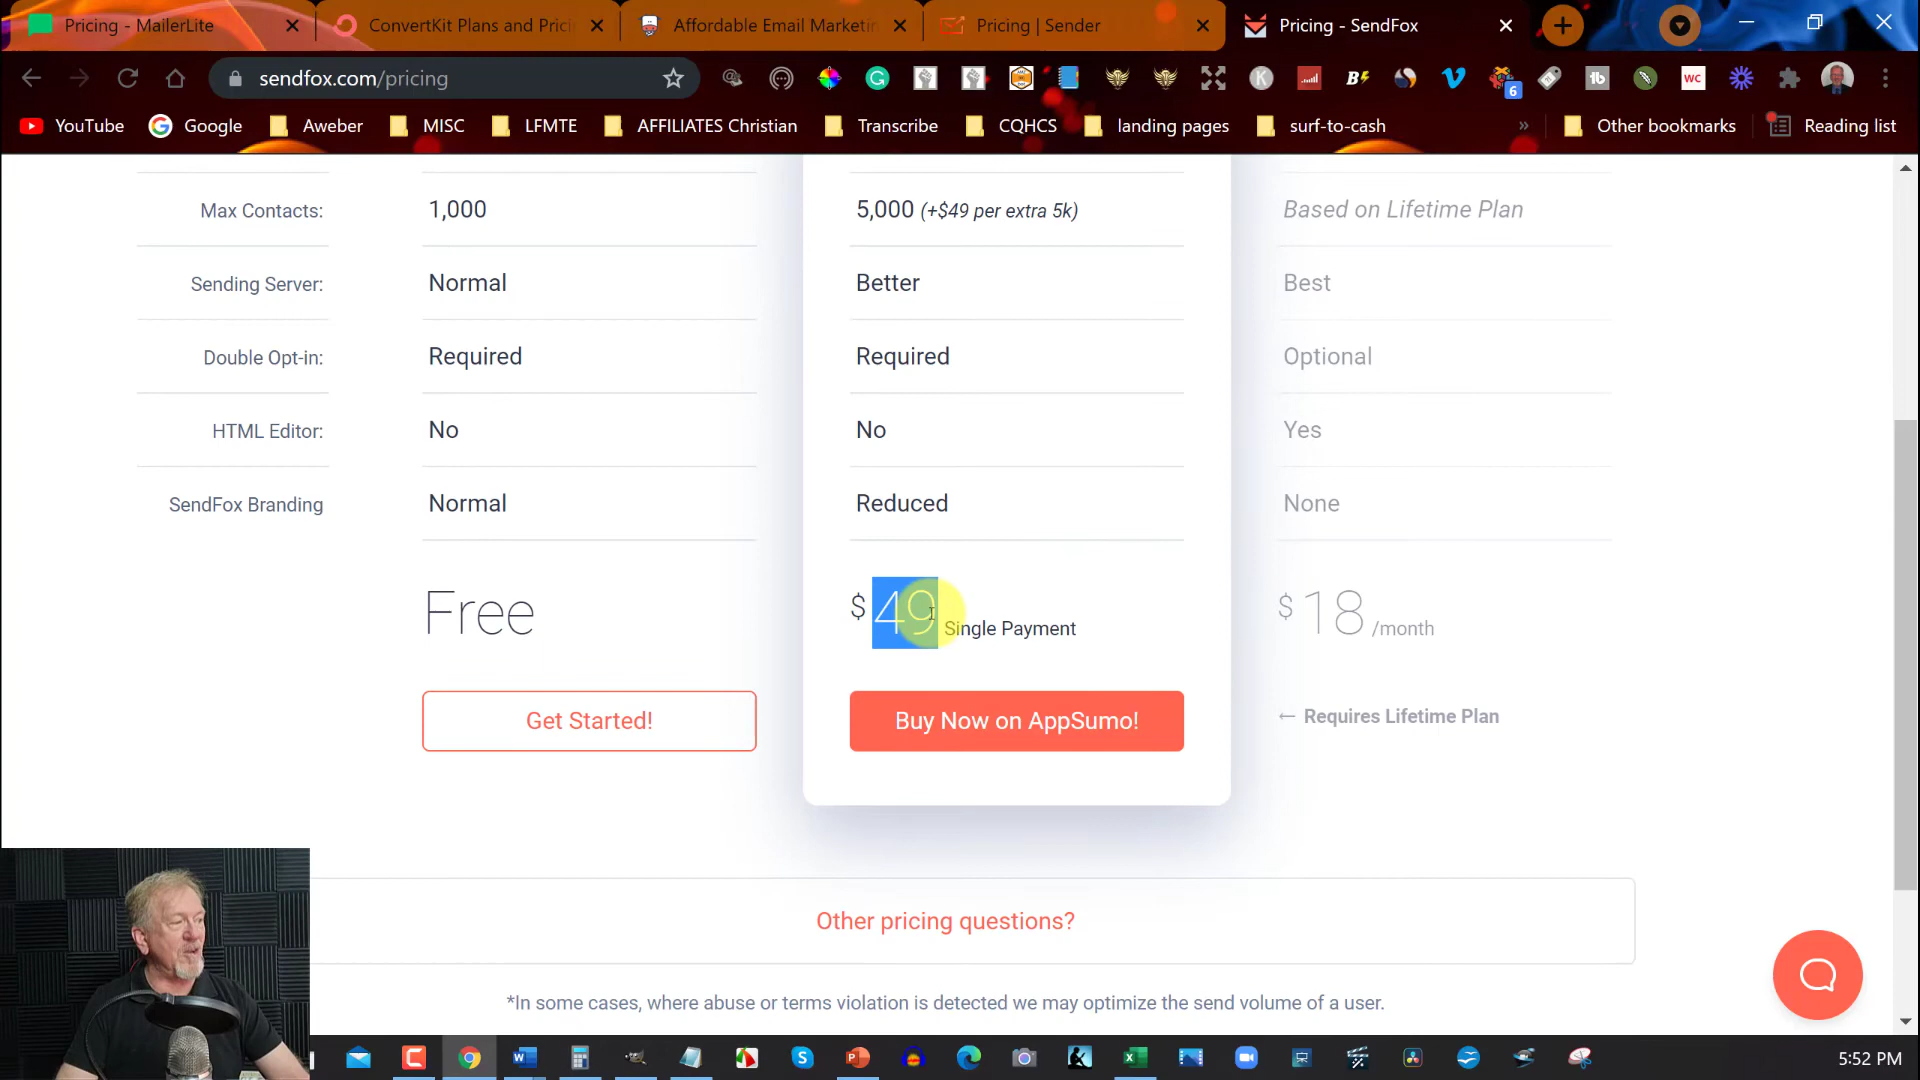 Pricing - MailerLite
ConvertKit Plans and Prici
Affordable Email Marketin
Pricing | Sender
Pricing - SendFox
sendfox.com/pricing
6
WC
YouTube
Google
Aweber
MISC
LFMTE
AFFILIATES Christian
Transcribe
CQHCS
landing pages
surf-to-cash
»
Other bookmarks
Reading list
Max Contacts: 1,000 5,000 (+$49 per extra 5k) Based on Lifetime Plan
Sending Server: Normal Better Best
Double Opt-in: Required Required Optional
HTML Editor: No No Yes
SendFox Branding Normal Reduced None
Free $ 49 Single Payment $ 18 /month
Get Started! Buy Now on AppSumo! ← Requires Lifetime Plan
Other pricing questions?
*In some cases, where abuse or terms violation is detected we may optimize the send volume of a user.
5:52 PM